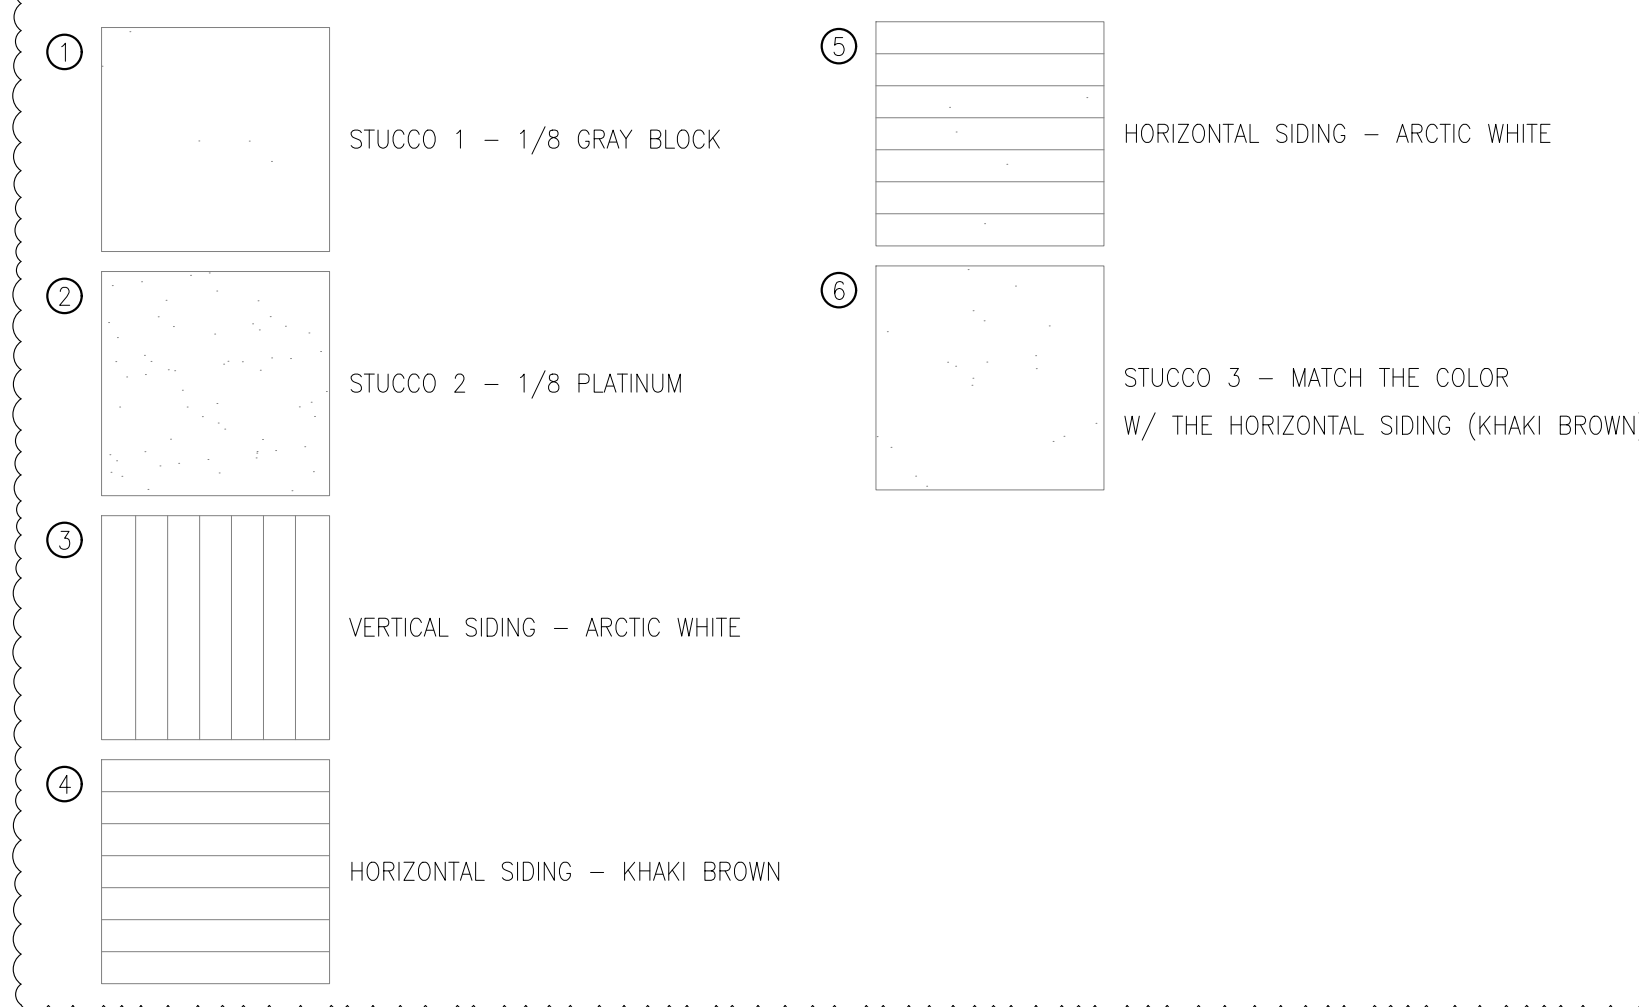 1
STUCCO 1 – 1/8 GRAY BLOCK
2
STUCCO 2 – 1/8 PLATINUM
3
VERTICAL SIDING – ARCTIC WHITE
4
HORIZONTAL SIDING – KHAKI BROWN
5
HORIZONTAL SIDING – ARCTIC WHITE
6
STUCCO 3 – MATCH THE COLOR
W/ THE HORIZONTAL SIDING (KHAKI BROWN)